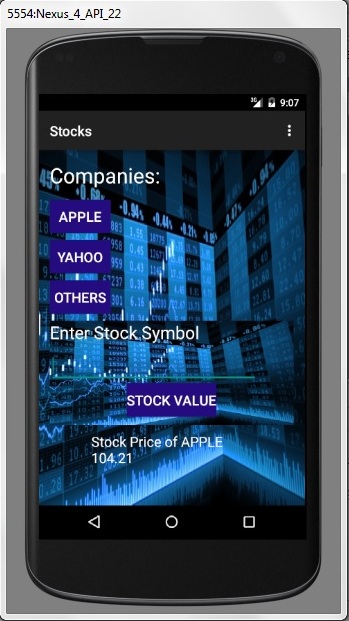 5554:Nexus_4_API_22
3G 9:07
Stocks
Companies:
APPLE
YAHOO
OTHERS
Enter Stock Symbol
STOCK VALUE
Stock Price of APPLE
104.21